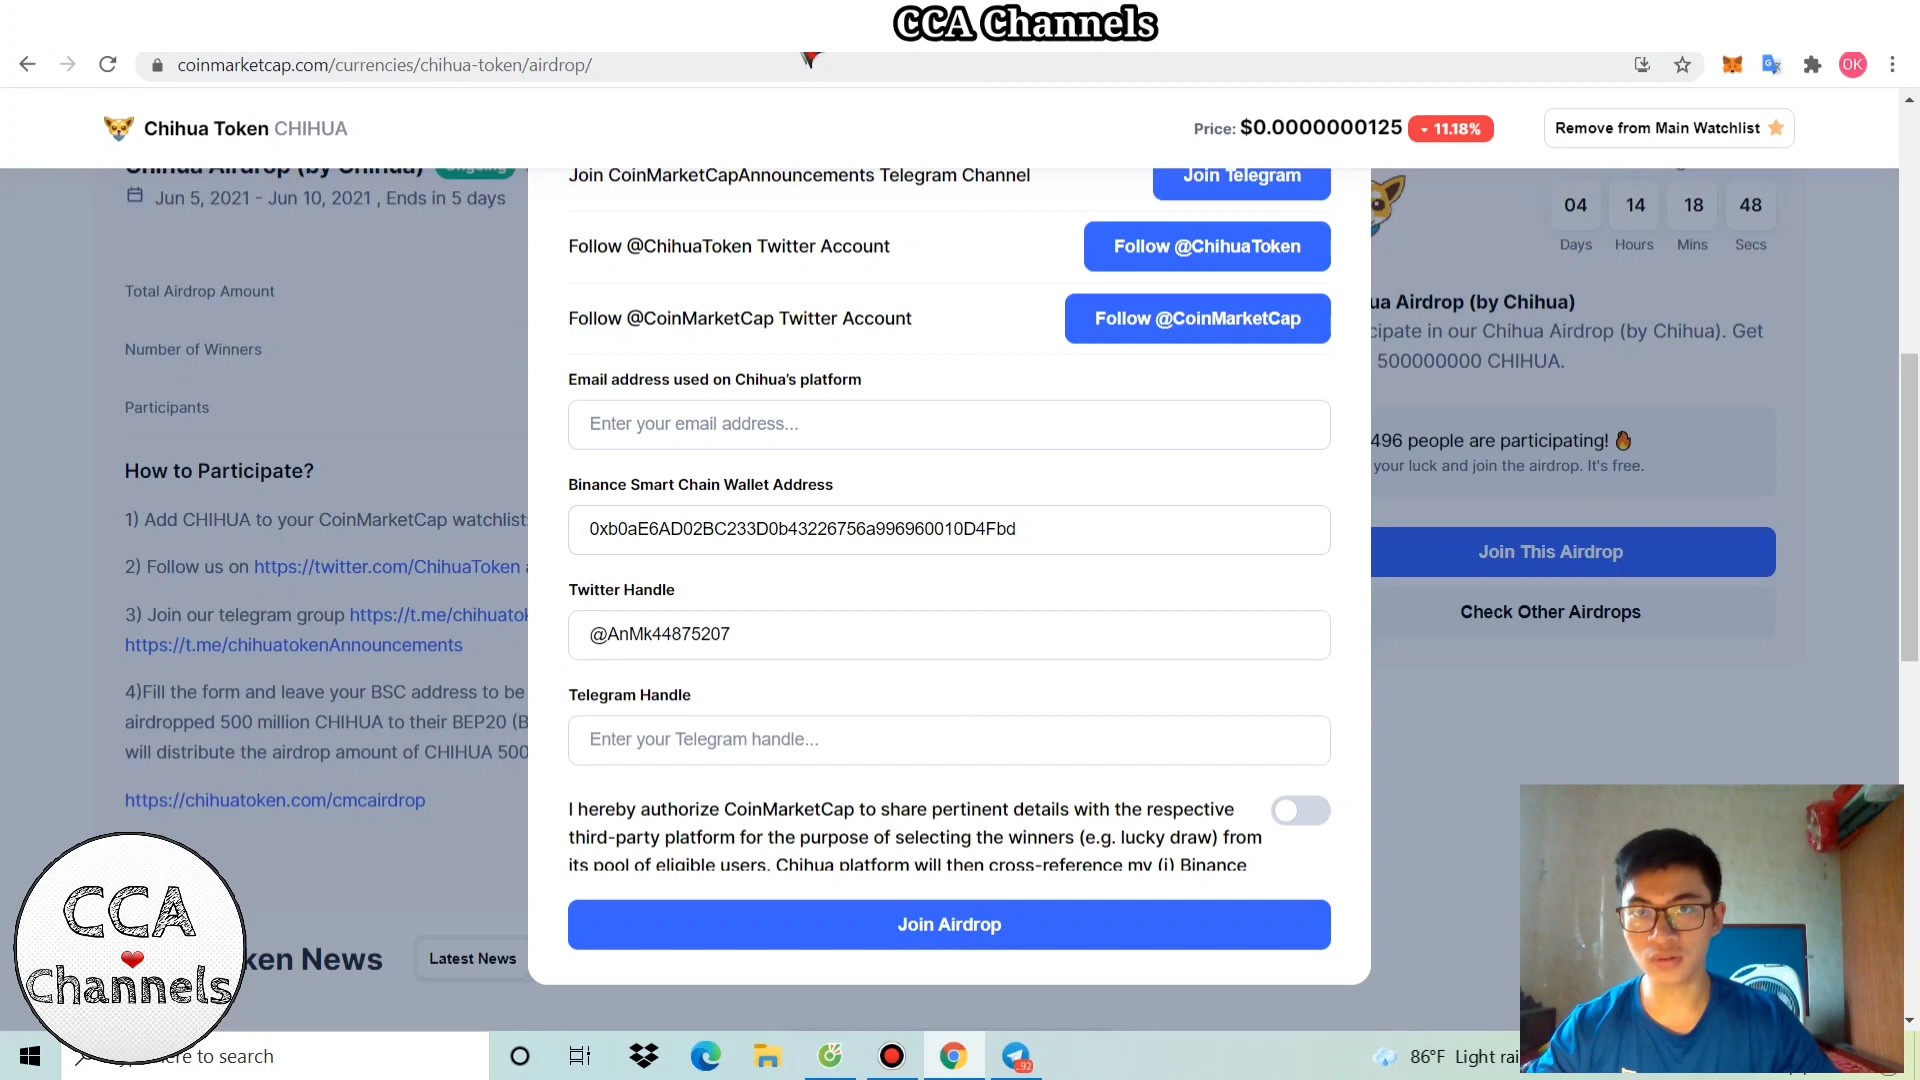 CCA Channels
coinmarketcap.com/currencies/chihua-token/airdrop/
OK
Chihua Token CHIHUA
Price: $0.0000000125
11.18%
Remove from Main Watchlist
Chihua Airdrop (by Chihua)
Ongoing
Jun 5, 2021 - Jun 10, 2021 , Ends in 5 days
Total Airdrop Amount
Number of Winners
Participants
How to Participate?
1) Add CHIHUA to your CoinMarketCap watchlist
2) Follow us on https://twitter.com/ChihuaToken
3) Join our telegram group https://t.me/chihuatok
https://t.me/chihuatokenAnnouncements
4)Fill the form and leave your BSC address to be
airdropped 500 million CHIHUA to their BEP20 (B
will distribute the airdrop amount of CHIHUA 500
https://chihuatoken.com/cmcairdrop
ken News
Latest News
Join CoinMarketCapAnnouncements Telegram Channel
Join Telegram
Follow @ChihuaToken Twitter Account
Follow @ChihuaToken
Follow @CoinMarketCap Twitter Account
Follow @CoinMarketCap
Email address used on Chihua's platform
Enter your email address...
Binance Smart Chain Wallet Address
0xb0aE6AD02BC233D0b43226756a996960010D4Fbd
Twitter Handle
@AnMk44875207
Telegram Handle
Enter your Telegram handle...
I hereby authorize CoinMarketCap to share pertinent details with the respective
third-party platform for the purpose of selecting the winners (e.g. lucky draw) from
its pool of eligible users. Chihua platform will then cross-reference my (i) Binance
Join Airdrop
04 14 18 48
Days Hours Mins Secs
ua Airdrop (by Chihua)
cipate in our Chihua Airdrop (by Chihua). Get
500000000 CHIHUA.
496 people are participating!
your luck and join the airdrop. It's free.
Join This Airdrop
Check Other Airdrops
CCA
Channels
ere to search
..92
86°F Light rai